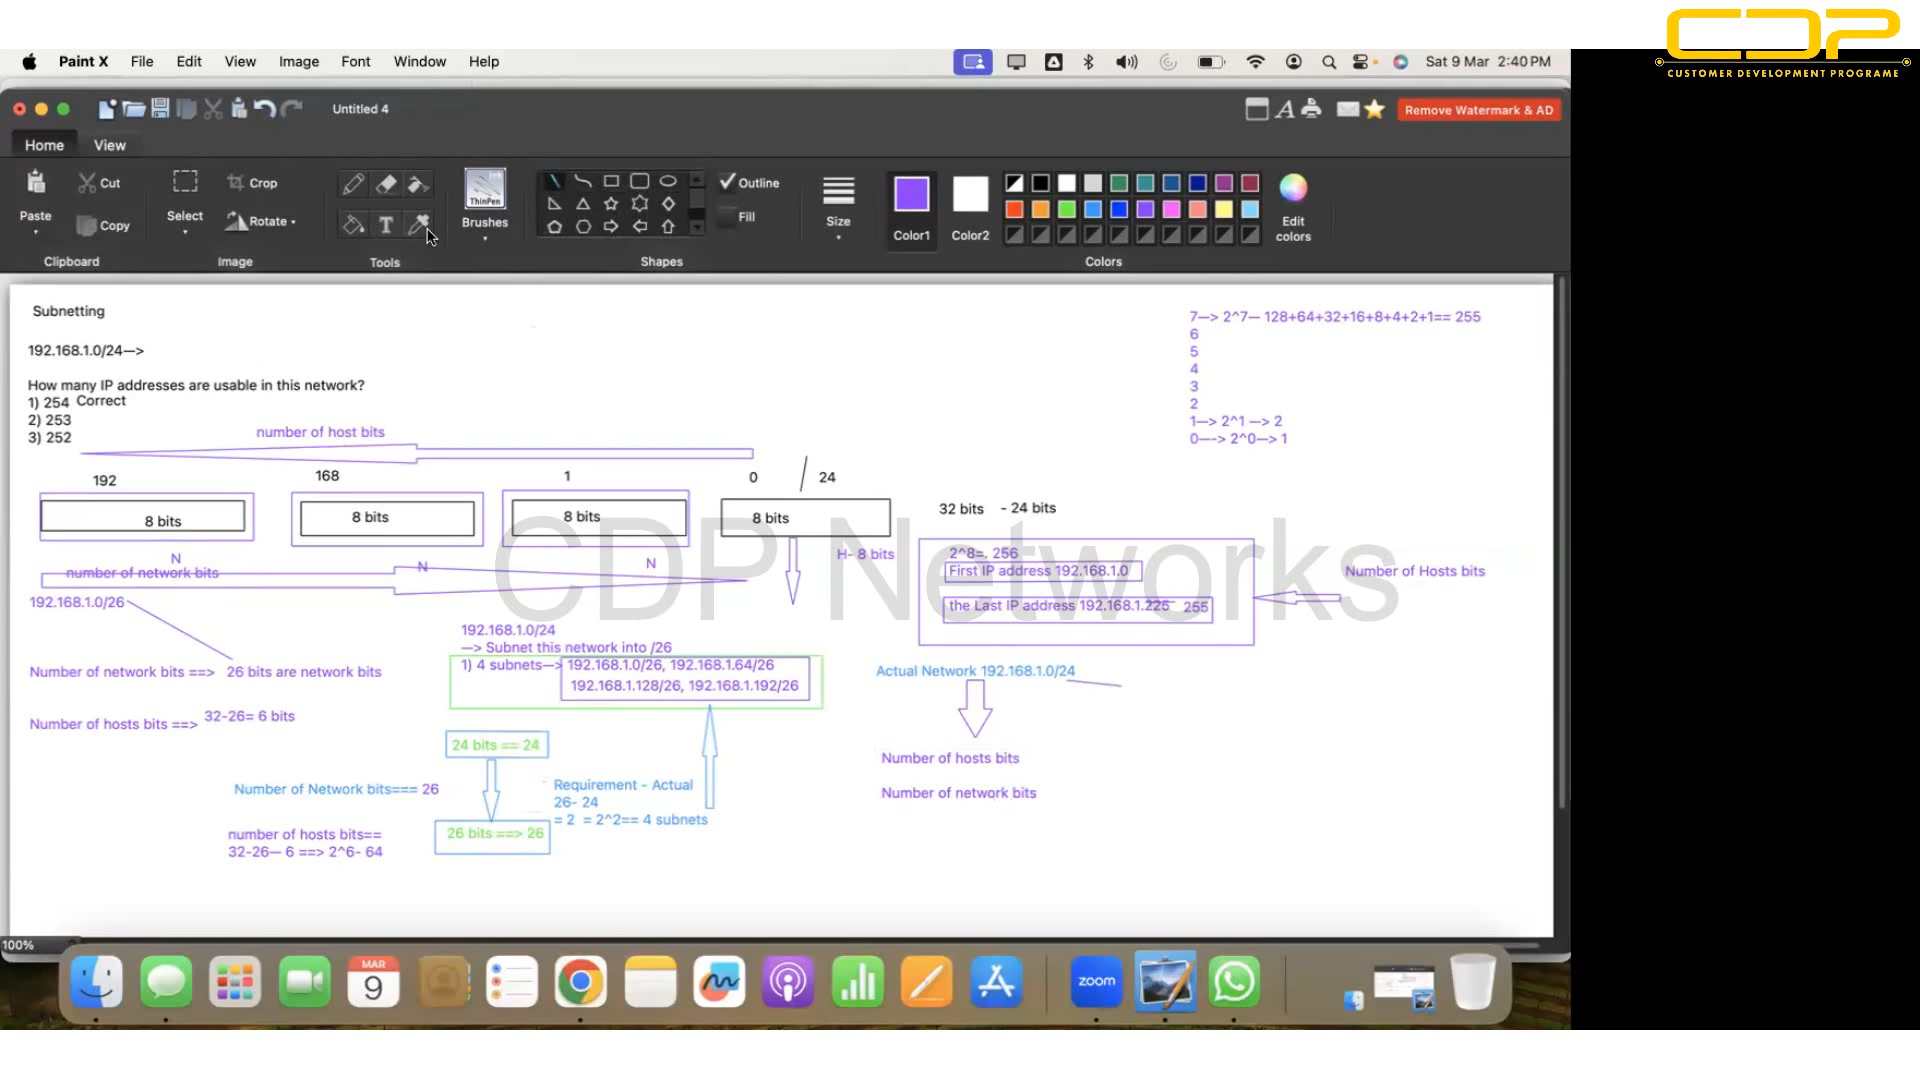 CDP
CUSTOMER DEVELOPMENT PROGRAME
Paint X File Edit View Image Font Window Help
Sat 9 Mar 2:40 PM
Untitled 4
Remove Watermark & AD
Home View
Paste
Cut
Copy
Clipboard
Select
Crop
Rotate
Image
Tools
Ink
ThinPen
Brushes
Shapes
Outline
Fill
Size
Color1
Color2
Colors
Edit
colors
Subnetting
192.168.1.0/24—>
How many IP addresses are usable in this network?
1) 254 Correct
2) 253
3) 252
7—> 2^7— 128+64+32+16+8+4+2+1== 255
6
5
4
3
2
1—> 2^1 —> 2
0—-> 2^0—> 1
number of host bits
192 168 1 0 / 24
8 bits 8 bits 8 bits 8 bits
32 bits - 24 bits
N N N
H- 8 bits
number of network bits
2^8=. 256
First IP address 192.168.1.0
the Last IP address 192.168.1.225 255
Number of Hosts bits
CDP Networks
192.168.1.0/26
Number of network bits ==> 26 bits are network bits
Number of hosts bits ==> 32-26= 6 bits
192.168.1.0/24
—> Subnet this network into /26
1) 4 subnets—> 192.168.1.0/26, 192.168.1.64/26
192.168.1.128/26, 192.168.1.192/26
Actual Network 192.168.1.0/24
Number of hosts bits
Number of network bits
24 bits == 24
Number of Network bits=== 26
Requirement - Actual
26- 24
= 2 = 2^2== 4 subnets
26 bits ==> 26
number of hosts bits==
32-26— 6 ==> 2^6- 64
100%
MAR
9
zoom